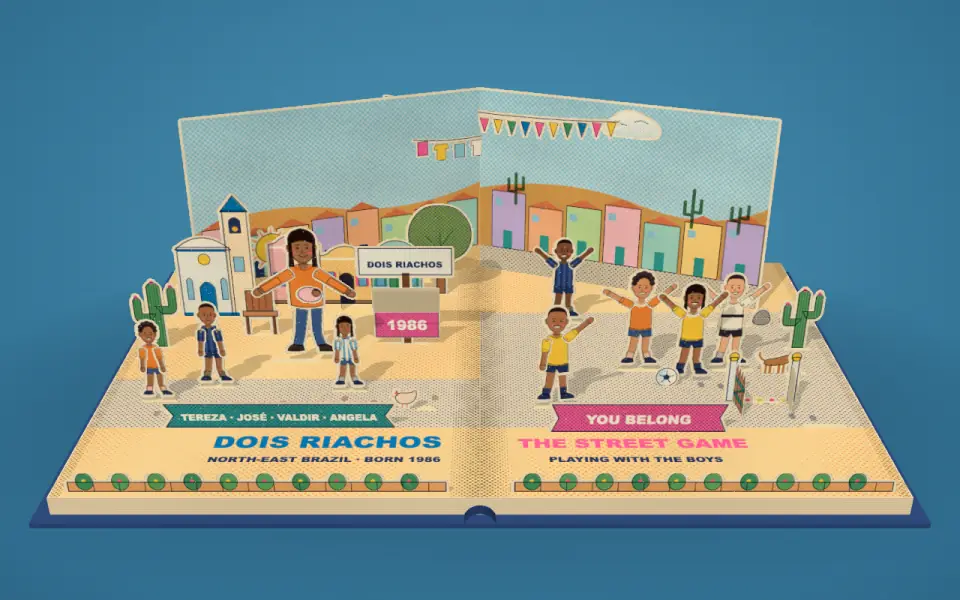 DOIS RIACHOS
1986
TEREZA · JOSÉ · VALDIR · ANGELA
DOIS RIACHOS
NORTH-EAST BRAZIL · BORN 1986
YOU BELONG
THE STREET GAME
PLAYING WITH THE BOYS